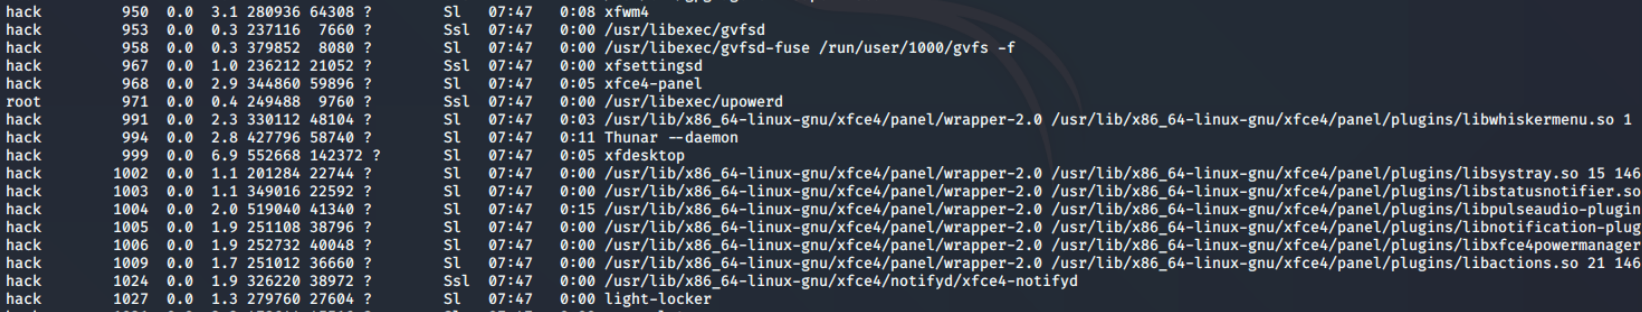 hack 950 0.0 3.1 280936 64308 ? Sl 07:47 0:08 xfwm4
hack 953 0.0 0.3 237116 7660 ? Ssl 07:47 0:00 /usr/libexec/gvfsd
hack 958 0.0 0.3 379852 8080 ? Sl 07:47 0:00 /usr/libexec/gvfsd-fuse /run/user/1000/gvfs -f
hack 967 0.0 1.0 236212 21052 ? Ssl 07:47 0:00 xfsettingsd
hack 968 0.0 2.9 344860 59896 ? Sl 07:47 0:05 xfce4-panel
root 971 0.0 0.4 249488 9760 ? Ssl 07:47 0:00 /usr/libexec/upowerd
hack 991 0.0 2.3 330112 48104 ? Sl 07:47 0:03 /usr/lib/x86_64-linux-gnu/xfce4/panel/wrapper-2.0 /usr/lib/x86_64-linux-gnu/xfce4/panel/plugins/libwhiskermenu.so 1
hack 994 0.0 2.8 427796 58740 ? Sl 07:47 0:11 Thunar --daemon
hack 999 0.0 6.9 552668 142372 ? Sl 07:47 0:05 xfdesktop
hack 1002 0.0 1.1 201284 22744 ? Sl 07:47 0:00 /usr/lib/x86_64-linux-gnu/xfce4/panel/wrapper-2.0 /usr/lib/x86_64-linux-gnu/xfce4/panel/plugins/libsystray.so 15 146
hack 1003 0.0 1.1 349016 22592 ? Sl 07:47 0:00 /usr/lib/x86_64-linux-gnu/xfce4/panel/wrapper-2.0 /usr/lib/x86_64-linux-gnu/xfce4/panel/plugins/libstatusnotifier.so
hack 1004 0.0 2.0 519040 41340 ? Sl 07:47 0:15 /usr/lib/x86_64-linux-gnu/xfce4/panel/wrapper-2.0 /usr/lib/x86_64-linux-gnu/xfce4/panel/plugins/libpulseaudio-plugin
hack 1005 0.0 1.9 251108 38796 ? Sl 07:47 0:00 /usr/lib/x86_64-linux-gnu/xfce4/panel/wrapper-2.0 /usr/lib/x86_64-linux-gnu/xfce4/panel/plugins/libnotification-plug
hack 1006 0.0 1.9 252732 40048 ? Sl 07:47 0:00 /usr/lib/x86_64-linux-gnu/xfce4/panel/wrapper-2.0 /usr/lib/x86_64-linux-gnu/xfce4/panel/plugins/libxfce4powermanager
hack 1009 0.0 1.7 251012 36660 ? Sl 07:47 0:00 /usr/lib/x86_64-linux-gnu/xfce4/panel/wrapper-2.0 /usr/lib/x86_64-linux-gnu/xfce4/panel/plugins/libactions.so 21 146
hack 1024 0.0 1.9 326220 38972 ? Ssl 07:47 0:00 /usr/lib/x86_64-linux-gnu/xfce4/notifyd/xfce4-notifyd
hack 1027 0.0 1.3 279760 27604 ? Sl 07:47 0:00 light-locker